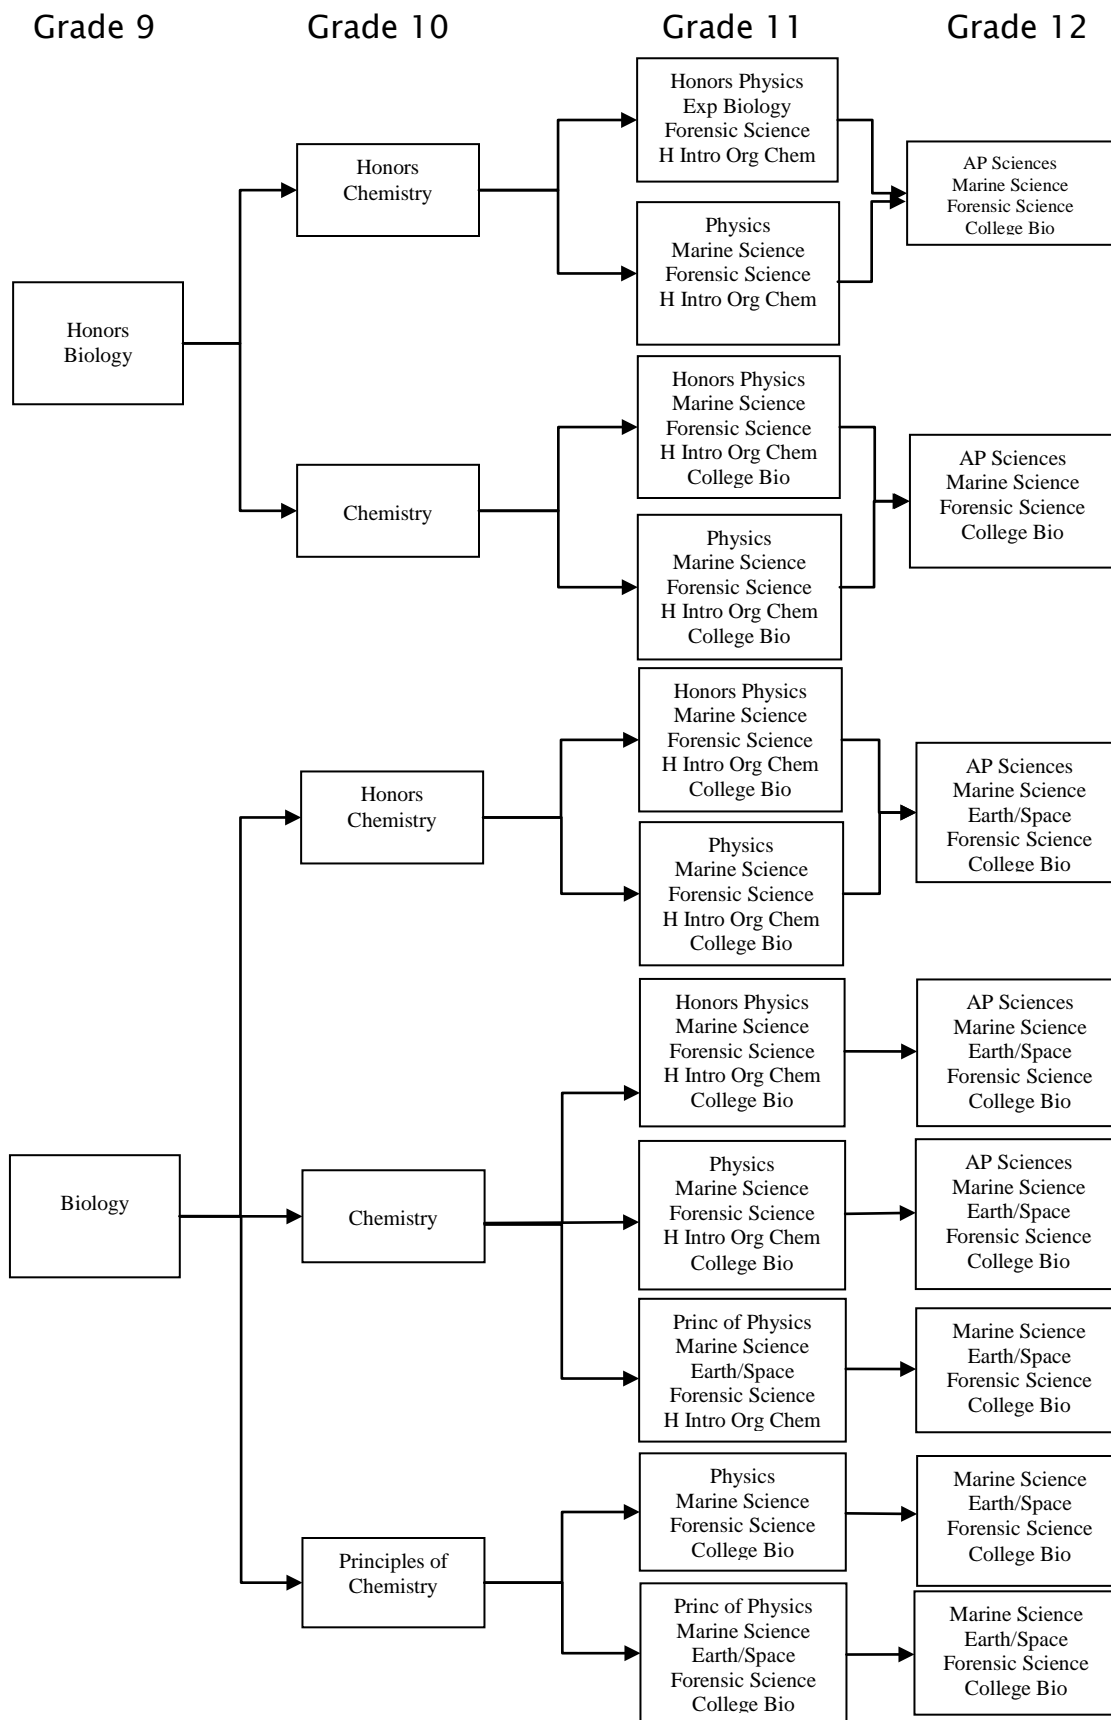 Grade 9
Grade 10
Grade 11
Grade 12
Honors
Biology
Honors
Chemistry
Honors Physics
Exp Biology
Forensic Science
H Intro Org Chem
Physics
Marine Science
Forensic Science
H Intro Org Chem
AP Sciences
Marine Science
Forensic Science
College Bio
Chemistry
Honors Physics
Marine Science
Forensic Science
H Intro Org Chem
College Bio
Physics
Marine Science
Forensic Science
H Intro Org Chem
College Bio
AP Sciences
Marine Science
Forensic Science
College Bio
Biology
Honors
Chemistry
Honors Physics
Marine Science
Forensic Science
H Intro Org Chem
College Bio
Physics
Marine Science
Forensic Science
H Intro Org Chem
College Bio
AP Sciences
Marine Science
Earth/Space
Forensic Science
College Bio
Chemistry
Honors Physics
Marine Science
Forensic Science
H Intro Org Chem
College Bio
AP Sciences
Marine Science
Earth/Space
Forensic Science
College Bio
Physics
Marine Science
Forensic Science
H Intro Org Chem
College Bio
AP Sciences
Marine Science
Earth/Space
Forensic Science
College Bio
Princ of Physics
Marine Science
Earth/Space
Forensic Science
H Intro Org Chem
Marine Science
Earth/Space
Forensic Science
College Bio
Principles of
Chemistry
Physics
Marine Science
Forensic Science
College Bio
Marine Science
Earth/Space
Forensic Science
College Bio
Princ of Physics
Marine Science
Earth/Space
Forensic Science
College Bio
Marine Science
Earth/Space
Forensic Science
College Bio